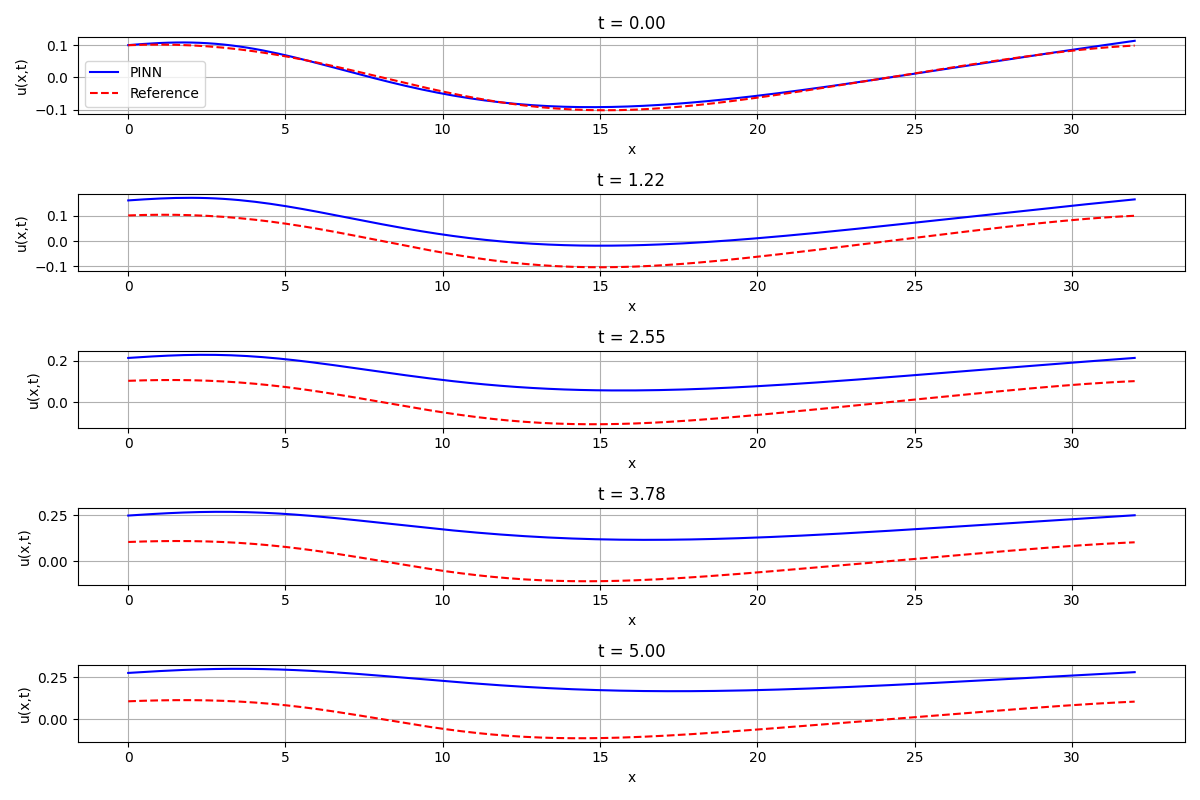 t = 0.00
u(x,t)
0.1
0.0
−0.1
PINN
Reference
0 5 10 15 20 25 30
x
t = 1.22
u(x,t)
0.1
0.0
−0.1
0 5 10 15 20 25 30
x
t = 2.55
u(x,t)
0.2
0.0
0 5 10 15 20 25 30
x
t = 3.78
u(x,t)
0.25
0.00
0 5 10 15 20 25 30
x
t = 5.00
u(x,t)
0.25
0.00
0 5 10 15 20 25 30
x